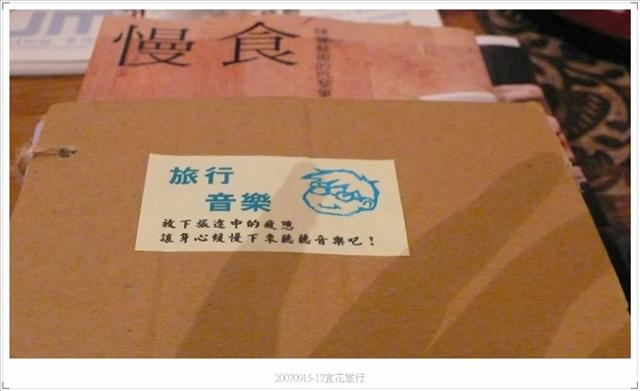 慢食
旅行
音樂
放下旅途中的疲憊
讓身心緩慢下來聽聽音樂吧！
20070915-17宜花旅行